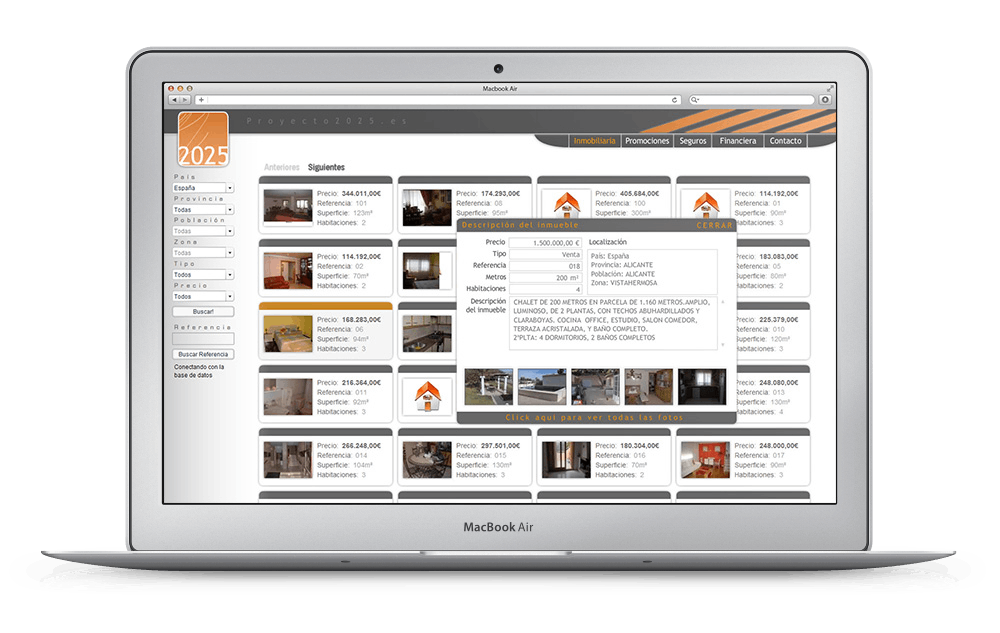 Macbook Air
Proyecto2025.es
2025
Inmobiliaria Promociones Seguros Financiera Contacto
Anteriores Siguientes
País
España
Provincia
Todas
Población
Todas
Zona
Todas
Tipo
Todos
Precio
Todos
Buscar!
Referencia
Buscar Referencia
Conectando con la
base de datos
Precio: 344.011,00€
Referencia: 101
Superficie: 123m²
Habitaciones: 3
Precio: 174.293,00€
Referencia: 08
Superficie: 95m²
Precio: 405.684,00€
Referencia: 100
Superficie: 300m²
Precio: 114.192,00€
Referencia: 01
Superficie: 90m²
Precio: 114.192,00€
Referencia: 02
Superficie: 70m²
Habitaciones: 2
183.083,00€
Referencia: 05
Superficie: 80m²
Habitaciones: 2
Precio: 168.283,00€
Referencia: 06
Superficie: 94m²
Habitaciones: 3
225.379,00€
Referencia: 010
Superficie: 120m²
Habitaciones: 3
Precio: 216.364,00€
Referencia: 011
Superficie: 92m²
Habitaciones: 3
248.080,00€
Referencia: 013
Superficie: 130m²
Habitaciones: 4
Precio: 266.248,00€
Referencia: 014
Superficie: 104m²
Habitaciones: 3
Precio: 297.501,00€
Referencia: 015
Superficie: 130m²
Habitaciones: 3
Precio: 180.304,00€
Referencia: 016
Superficie: 70m²
Habitaciones: 2
Precio: 248.000,00€
Referencia: 017
Superficie: 90m²
Habitaciones: 3
Descripción del inmueble CERRAR
Precio 1.500.000,00 €
Tipo Venta
Referencia 018
Metros 200 m²
Habitaciones 4
Localización
País: España
Provincia: ALICANTE
Población: ALICANTE
Zona: VISTAHERMOSA
Descripción
del inmueble
CHALET DE 200 METROS EN PARCELA DE 1.160 METROS.AMPLIO,
LUMINOSO, DE 2 PLANTAS, CON TECHOS ABUHARDILLADOS Y
CLARABOYAS. COCINA OFFICE, ESTUDIO, SALON COMEDOR,
TERRAZA ACRISTALADA, Y BAÑO COMPLETO.
2ªPLTA: 4 DORMITORIOS, 2 BAÑOS COMPLETOS
Click aquí para ver todas las fotos
MacBook Air